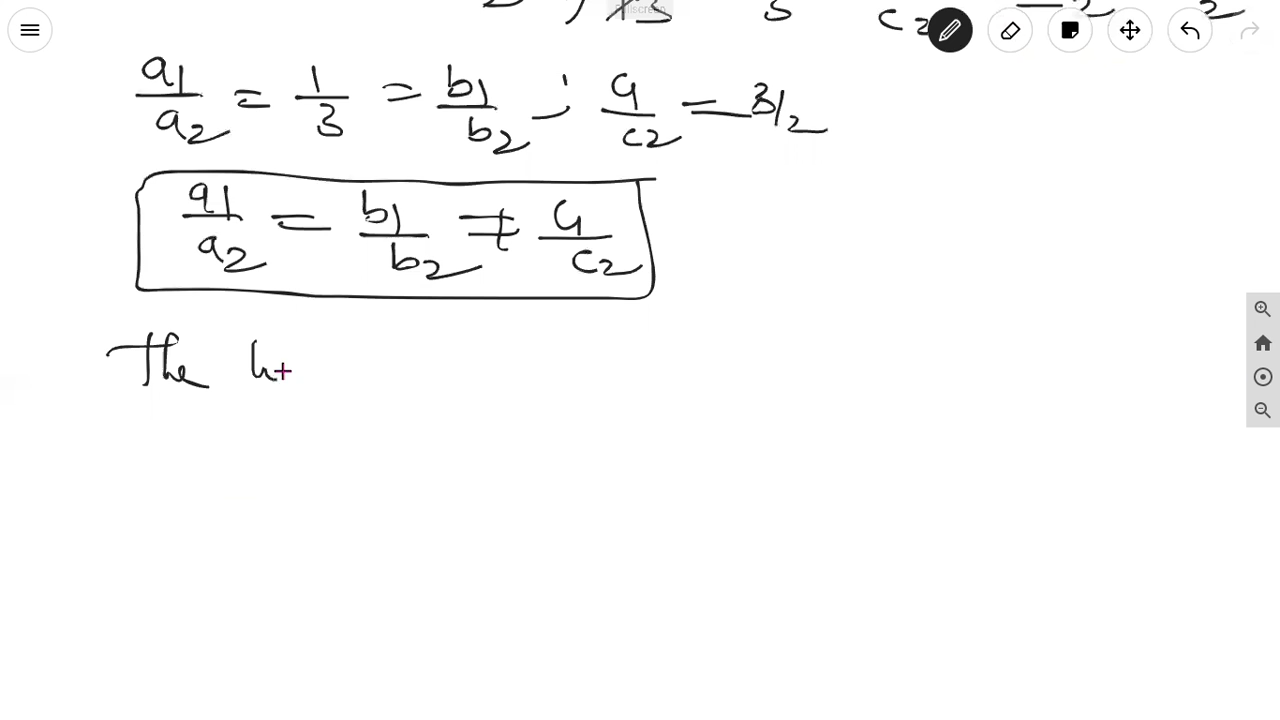 a1/a2 = 1/3 = b1/b2 ; c1/c2 = 3/2
a1/a2 = b1/b2 ≠ c1/c2
The